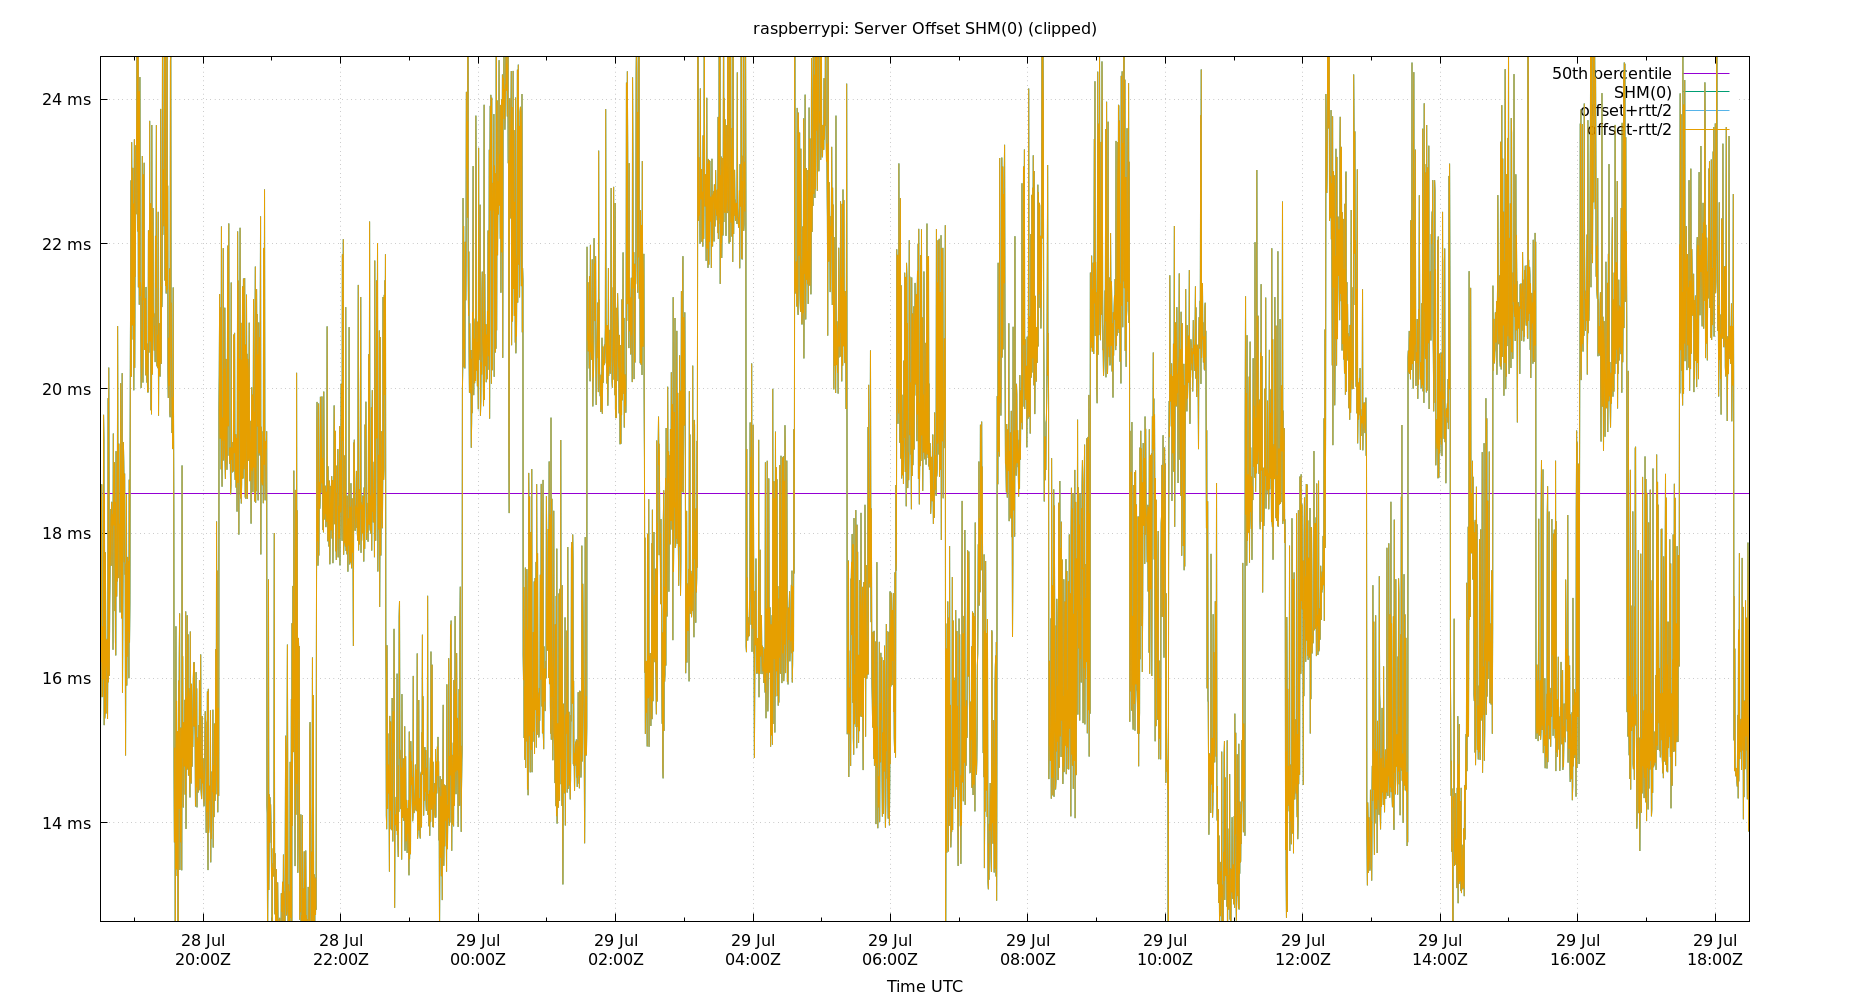 raspberrypi: Server Offset SHM(0) (clipped)
50th percentile
SHM(0)
offset+rtt/2
offset-rtt/2
24 ms
22 ms
20 ms
18 ms
16 ms
14 ms
28 Jul 28 Jul 29 Jul 29 Jul 29 Jul 29 Jul 29 Jul 29 Jul 29 Jul 29 Jul 29 Jul 29 Jul
20:00Z 22:00Z 00:00Z 02:00Z 04:00Z 06:00Z 08:00Z 10:00Z 12:00Z 14:00Z 16:00Z 18:00Z
Time UTC